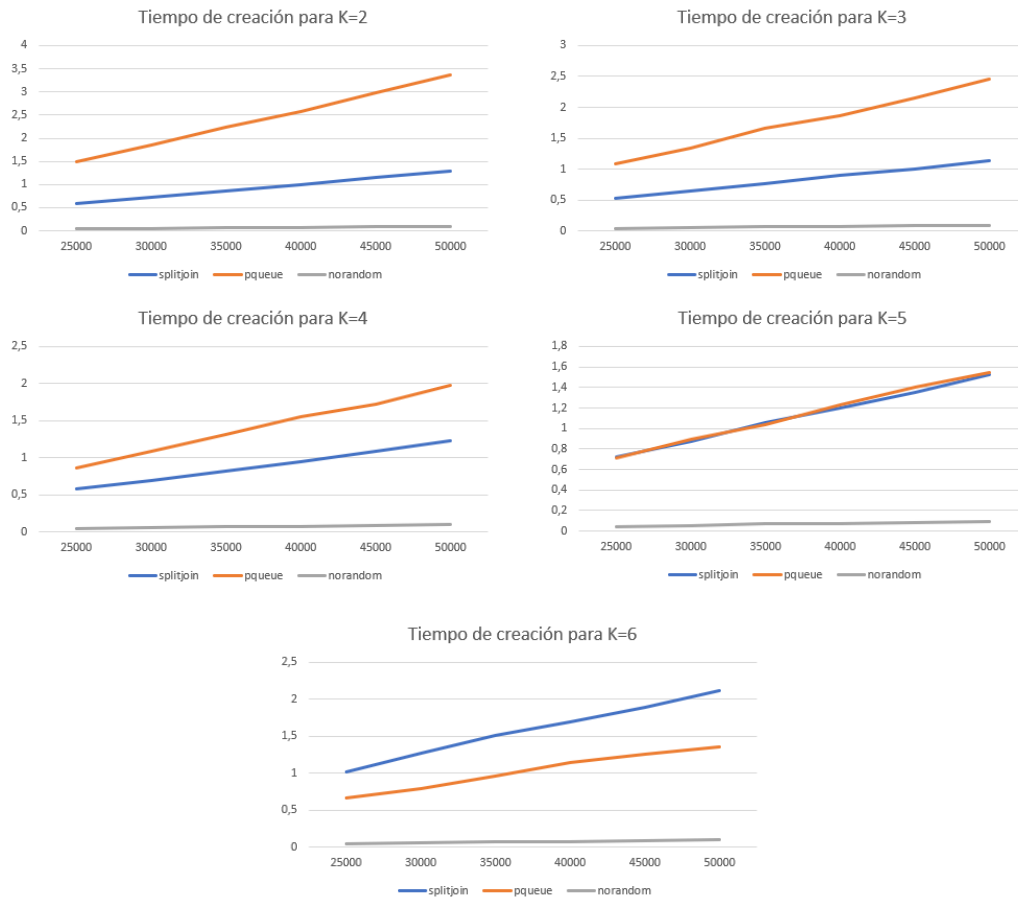 Tiempo de creación para K=2
4
3,5
3
2,5
2
1,5
1
0,5
0
25000 30000 35000 40000 45000 50000
splitjoin pqueue norandom
Tiempo de creación para K=3
3
2,5
2
1,5
1
0,5
0
25000 30000 35000 40000 45000 50000
splitjoin pqueue norandom
Tiempo de creación para K=4
2,5
2
1,5
1
0,5
0
25000 30000 35000 40000 45000 50000
splitjoin pqueue norandom
Tiempo de creación para K=5
1,8
1,6
1,4
1,2
1
0,8
0,6
0,4
0,2
0
25000 30000 35000 40000 45000 50000
splitjoin pqueue norandom
Tiempo de creación para K=6
2,5
2
1,5
1
0,5
0
25000 30000 35000 40000 45000 50000
splitjoin pqueue norandom